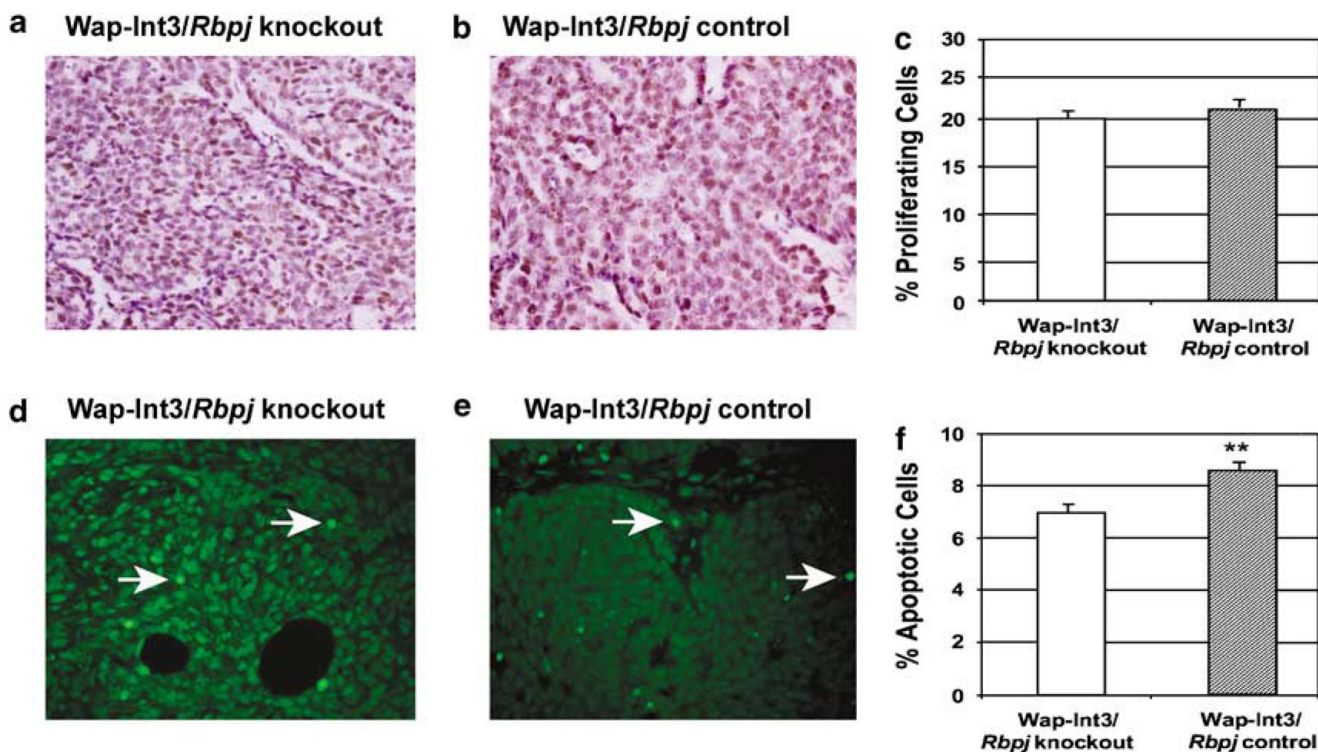 a Wap-Int3/Rbpj knockout
b Wap-Int3/Rbpj control
c
% Proliferating Cells
30
25
20
15
10
5
0
Wap-Int3/
Rbpj knockout
Wap-Int3/
Rbpj control
d Wap-Int3/Rbpj knockout
e Wap-Int3/Rbpj control
f
% Apoptotic Cells
10
8
6
4
2
0
**
Wap-Int3/
Rbpj knockout
Wap-Int3/
Rbpj control